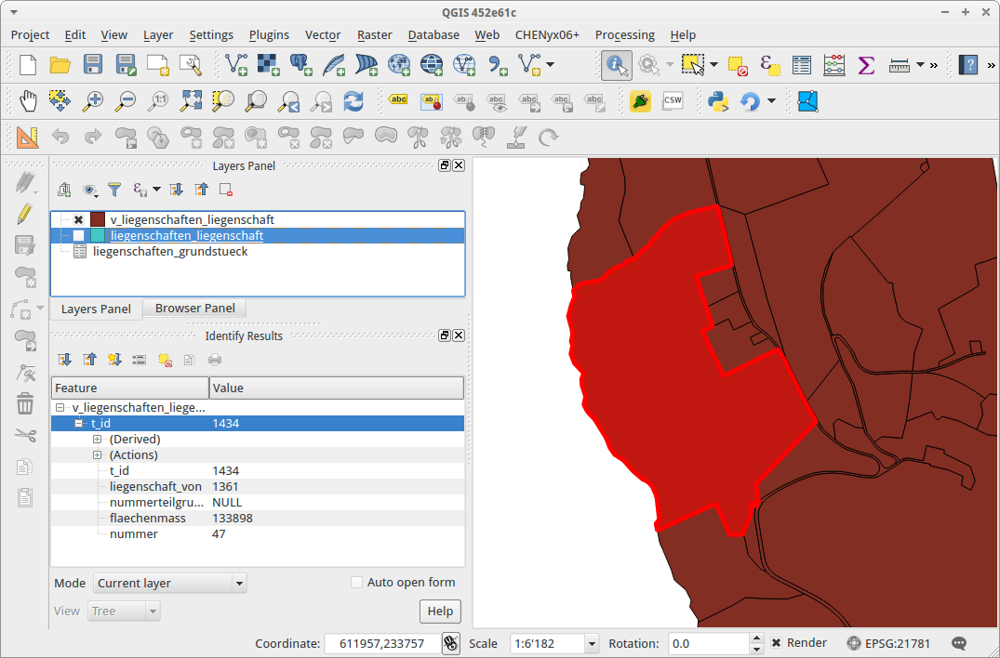 QGIS 452e61c
Project Edit View Layer Settings Plugins Vector Raster Database Web CHENyx06+ Processing Help
abc
CSW
Layers Panel
v_liegenschaften_liegenschaft
liegenschaften_liegenschaft
liegenschaften_grundstueck
Layers Panel Browser Panel
Identify Results
Feature Value
v_liegenschaften_liege...
t_id 1434
(Derived)
(Actions)
t_id 1434
liegenschaft_von 1361
nummerteilgru... NULL
flaechenmass 133898
nummer 47
Mode Current layer Auto open form
View Tree Help
Coordinate: 611957,233757 Scale 1:6'182 Rotation: 0.0 Render EPSG:21781